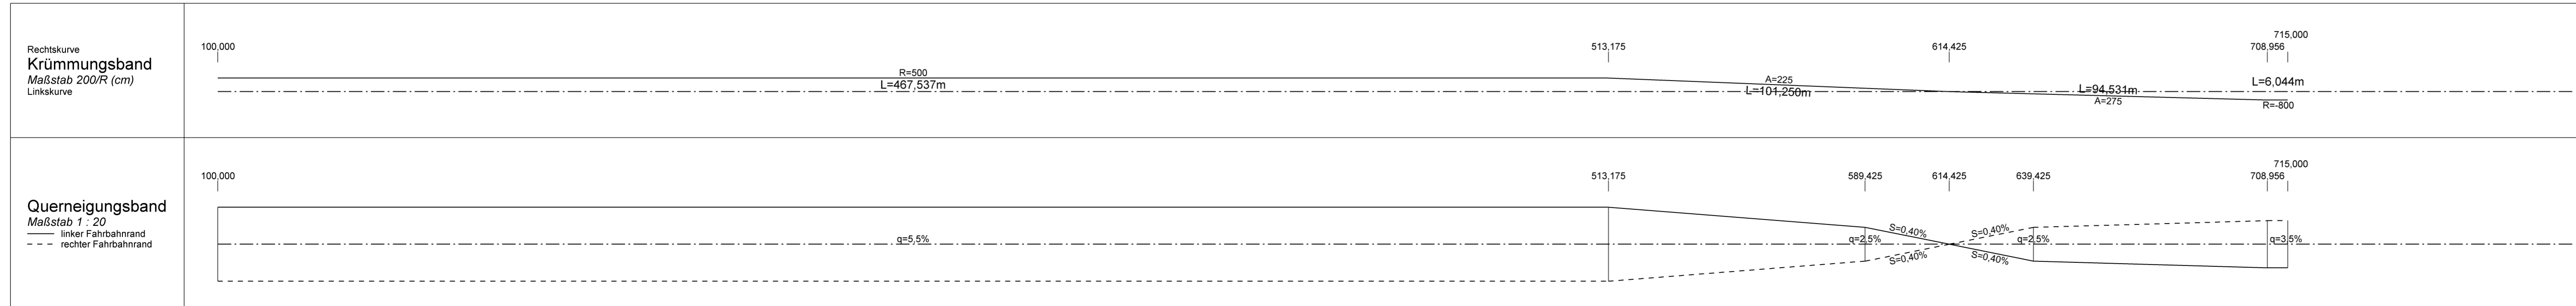 Rechtskurve
Krümmungsband
Maßstab 200/R (cm)
Linkskurve
100,000
513,175
614,425
708,956
715,000
R=500
L=467,537m
A=225
L=101,250m
L=94,531m
A=275
L=6,044m
R=-800
Querneigungsband
Maßstab 1 : 20
linker Fahrbahnrand
rechter Fahrbahnrand
100,000
513,175
589,425
614,425
639,425
708,956
715,000
q=5,5%
q=2,5%
S=0,40%
S=0,40%
S=0,40%
S=0,40%
q=2,5%
q=3,5%